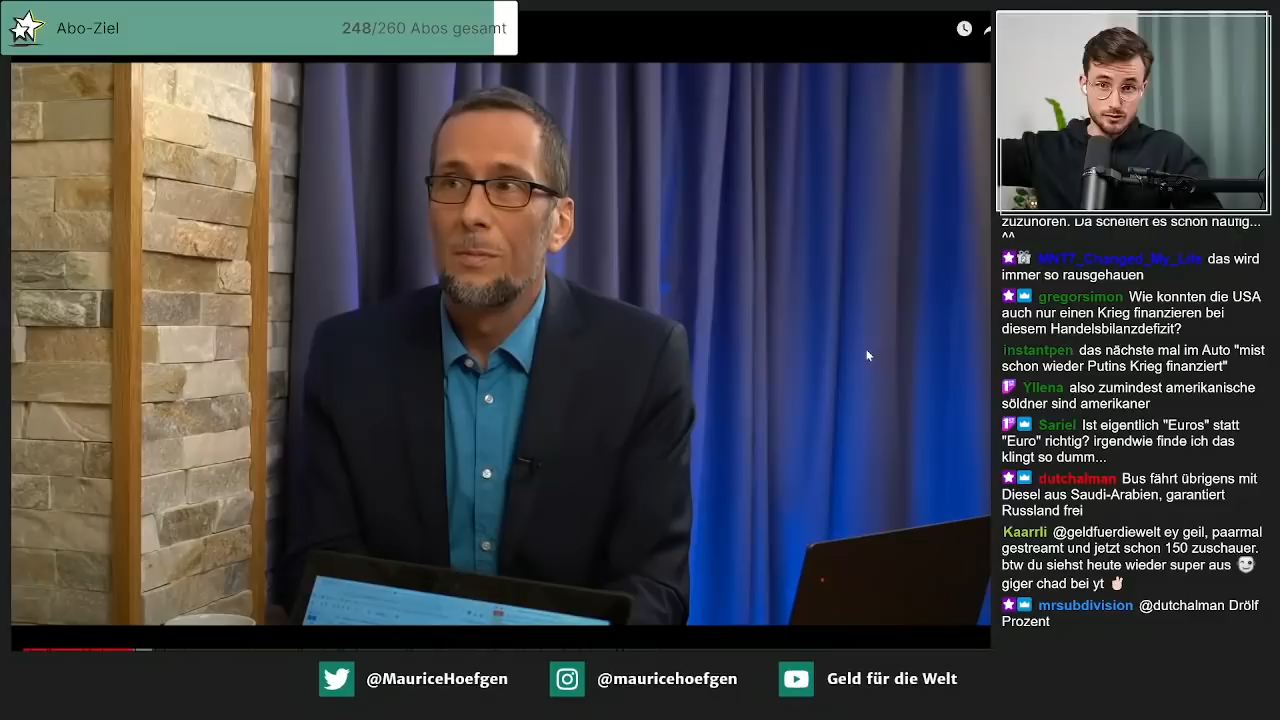 Abo-Ziel
248/260 Abos gesamt
zuzuhören. Da scheitert es schon häufig...
^^
MNT7_Changed_My_Life das wird
immer so rausgehauen
gregorsimon Wie konnten die USA
auch nur einen Krieg finanzieren bei
diesem Handelsbilanzdefizit?
instantpen das nächste mal im Auto "mist
schon wieder Putins Krieg finanziert"
Yllena also zumindest amerikanische
söldner sind amerikaner
Sariel Ist eigentlich "Euros" statt
"Euro" richtig? irgendwie finde ich das
klingt so dumm...
dutchalman Bus fährt übrigens mit
Diesel aus Saudi-Arabien, garantiert
Russland frei
Kaarrli @geldfuerdiewelt ey geil, paarmal
gestreamt und jetzt schon 150 zuschauer.
btw du siehst heute wieder super aus
giger chad bei yt
mrsubdivision @dutchalman Drölf
Prozent
@MauriceHoefgen
@mauricehoefgen
Geld für die Welt